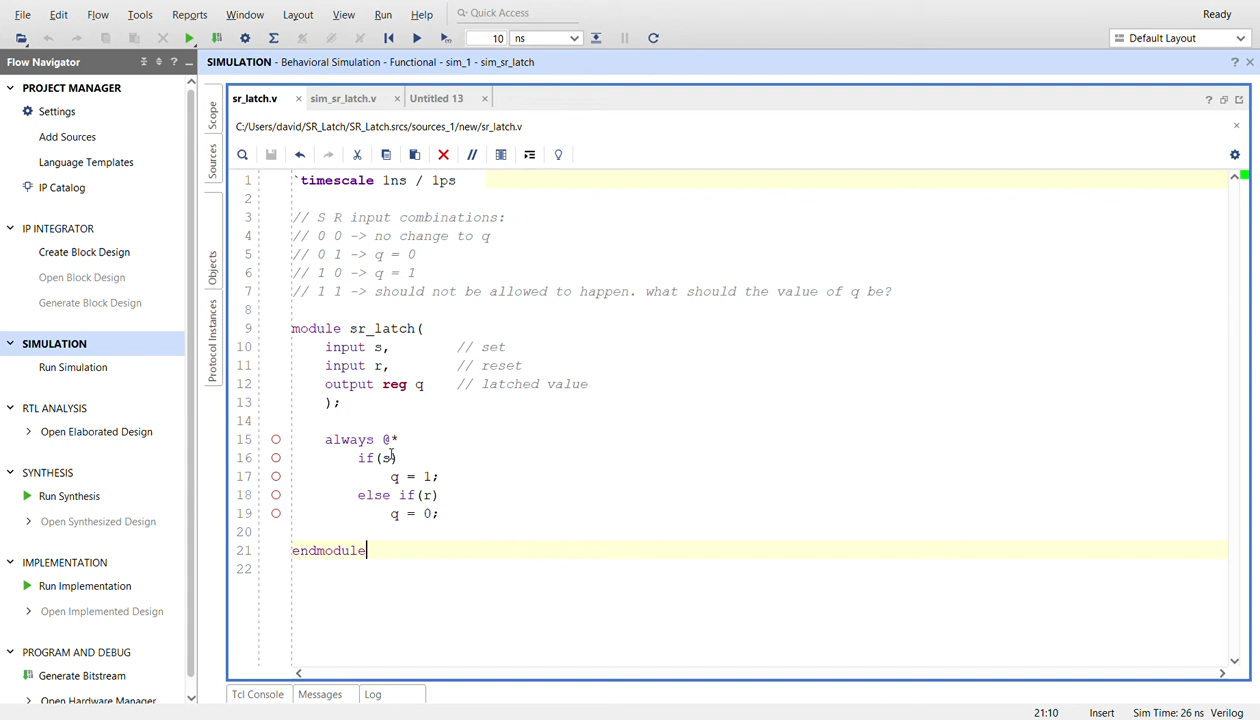 File Edit Flow Tools Reports Window Layout View Run Help Quick Access Ready
10 ns Default Layout
Flow Navigator
SIMULATION - Behavioral Simulation - Functional - sim_1 - sim_sr_latch
PROJECT MANAGER
Settings
Add Sources
Language Templates
IP Catalog
IP INTEGRATOR
Create Block Design
Open Block Design
Generate Block Design
SIMULATION
Run Simulation
RTL ANALYSIS
Open Elaborated Design
SYNTHESIS
Run Synthesis
Open Synthesized Design
IMPLEMENTATION
Run Implementation
Open Implemented Design
PROGRAM AND DEBUG
Generate Bitstream
Open Hardware Manager
Scope
Sources
Objects
Protocol Instances
sr_latch.v sim_sr_latch.v Untitled 13
C:/Users/david/SR_Latch/SR_Latch.srcs/sources_1/new/sr_latch.v
1 `timescale 1ns / 1ps
2
3 // S R input combinations:
4 // 0 0 -> no change to q
5 // 0 1 -> q = 0
6 // 1 0 -> q = 1
7 // 1 1 -> should not be allowed to happen. what should the value of q be?
8
9 module sr_latch(
10 input s, // set
11 input r, // reset
12 output reg q // latched value
13 );
14
15 always @*
16 if(s)
17 q = 1;
18 else if(r)
19 q = 0;
20
21 endmodule
22
Tcl Console Messages Log
21:10 Insert Sim Time: 26 ns Verilog